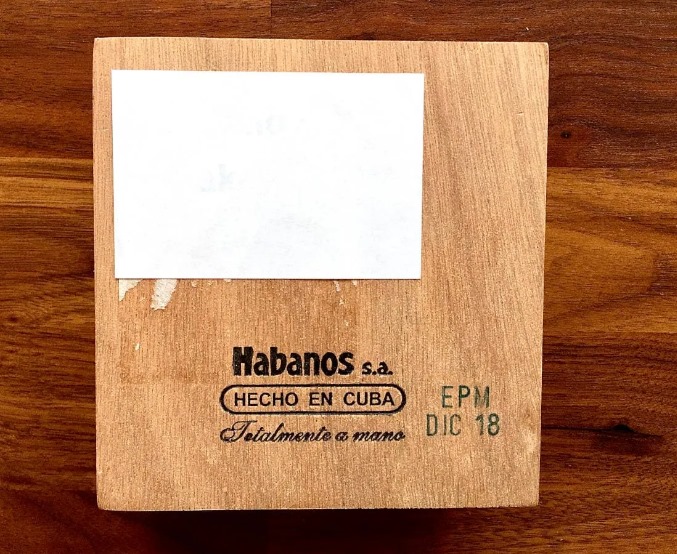 Habanos s.a.
HECHO EN CUBA
Totalmente a mano
EPM
DIC 18